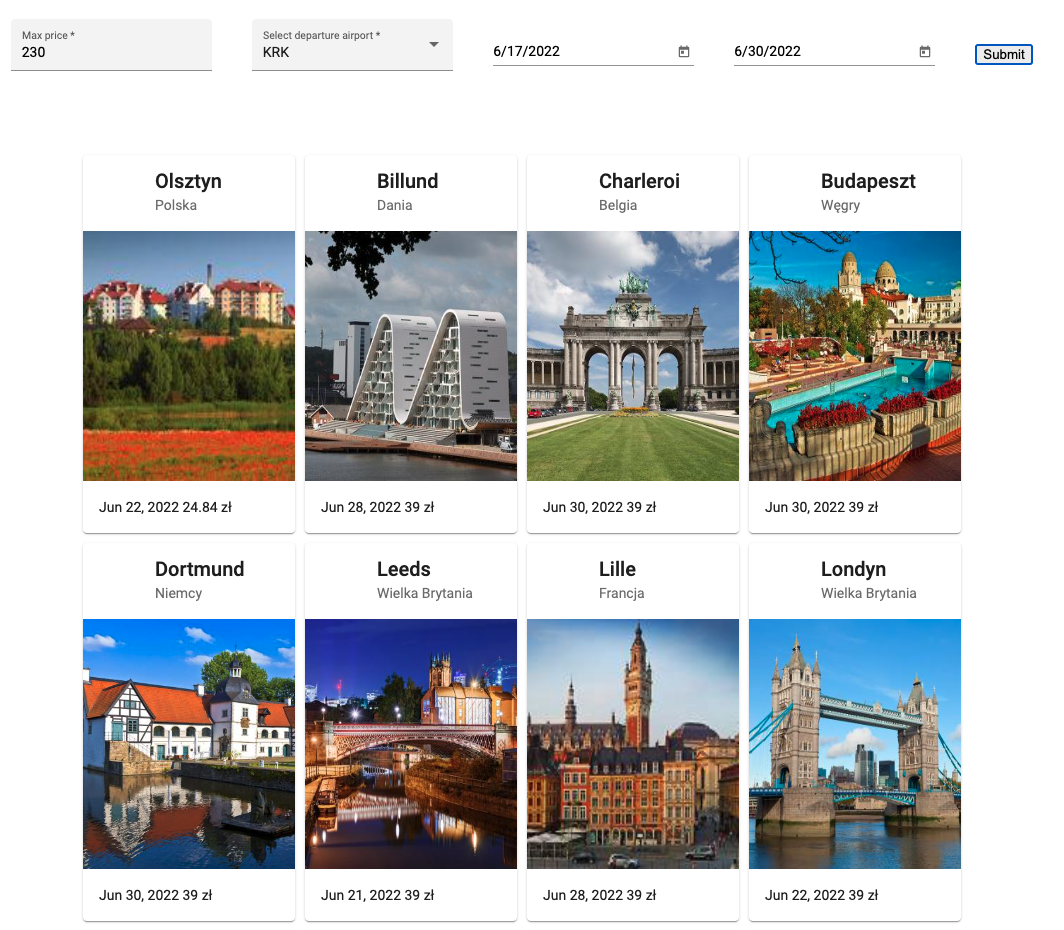 Max price *
230
Select departure airport *
KRK
6/17/2022
6/30/2022
Submit
Olsztyn
Polska
Jun 22, 2022 24.84 zł
Billund
Dania
Jun 28, 2022 39 zł
Charleroi
Belgia
Jun 30, 2022 39 zł
Budapeszt
Węgry
Jun 30, 2022 39 zł
Dortmund
Niemcy
Jun 30, 2022 39 zł
Leeds
Wielka Brytania
Jun 21, 2022 39 zł
Lille
Francja
Jun 28, 2022 39 zł
Londyn
Wielka Brytania
Jun 22, 2022 39 zł